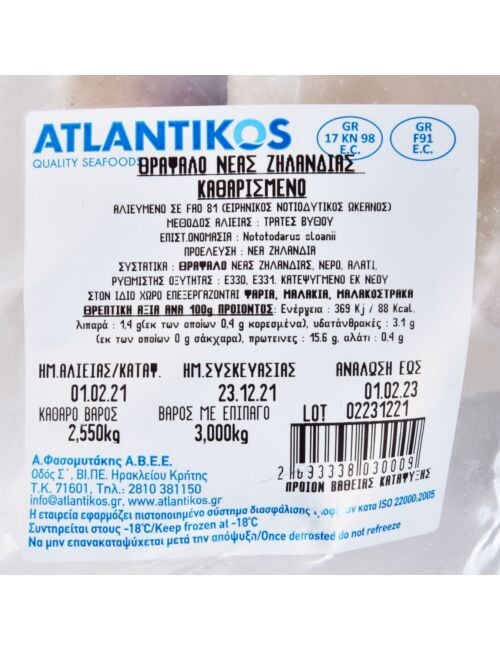 ATLANTIKOS
QUALITY SEAFOODS
GR
17 KN 98
E.C.
GR
F91
E.C.
ΘΡΑΨΑΛΟ ΝΕΑΣ ΖΗΛΑΝΔΙΑΣ
ΚΑΘΑΡΙΣΜΕΝΟ
ΑΛΙΕΥΜΕΝΟ ΣΕ FAO 81 (ΕΙΡΗΝΙΚΟΣ ΝΟΤΙΟΔΥΤΙΚΟΣ ΩΚΕΑΝΟΣ)
ΜΕΘΟΔΟΣ ΑΛΙΕΙΑΣ : ΤΡΑΤΕΣ ΒΥΘΟΥ
ΕΠΙΣΤ.ΟΝΟΜΑΣΙΑ : Nototodarus sloanii
ΠΡΟΕΛΕΥΣΗ : ΝΕΑ ΖΗΛΑΝΔΙΑ
ΣΥΣΤΑΤΙΚΑ : ΘΡΑΨΑΛΟ ΝΕΑΣ ΖΗΛΑΝΔΙΑΣ, ΝΕΡΟ, ΑΛΑΤΙ,
ΡΥΘΜΙΣΤΗΣ ΟΞΥΤΗΤΑΣ : E330, E331. ΚΑΤΕΨΥΓΜΕΝΟ ΕΚ ΝΕΟΥ
ΣΤΟΝ ΙΔΙΟ ΧΩΡΟ ΕΠΕΞΕΡΓΑΖΟΝΤΑΙ ΨΑΡΙΑ, ΜΑΛΑΚΙΑ, ΜΑΛΑΚΟΣΤΡΑΚΑ
ΘΡΕΠΤΙΚΗ ΑΞΙΑ ΑΝΑ 100g ΠΡΟΙΟΝΤΟΣ: Ενέργεια : 369 Kj / 88 Kcal,
λιπαρά : 1,4 g(εκ των οποίων 0,4 g κορεσμένα), υδατάνθρακες : 3.1 g
(εκ των οποίων 0 g σάκχαρα), πρωτεινες : 15.6 g, αλάτι : 0,4 g
ΗΜ.ΑΛΙΕΙΑΣ/ΚΑΤΑΨ. ΗΜ.ΣΥΣΚΕΥΑΣΙΑΣ ΑΝΑΛΩΣΗ ΕΩΣ
01.02.21 23.12.21 01.02.23
ΚΑΘΑΡΟ ΒΑΡΟΣ ΒΑΡΟΣ ΜΕ ΕΠΙΠΑΓΟ LOT 02231221
2,550kg 3,000kg
2 693338 030009
ΠΡΟΙΟΝ ΒΑΘΕΙΑΣ ΚΑΤΑΨΥΞΗΣ
Α.Φασομυτάκης Α.Β.Ε.Ε.
Οδός Σ΄, ΒΙ.ΠΕ. Ηρακλείου Κρήτης
Τ.Κ. 71601, Τηλ.: 2810 381150
info@atlantikos.gr, www.atlantikos.gr
Η εταιρεία εφαρμόζει πιστοποιημένο σύστημα διασφάλισης κατα ISO 22000:2005
Συντηρείται στους -18°C/Keep frozen at -18°C
Να μην επανακαταψύχεται μετά την απόψυξη/Once detrosted do not refreeze